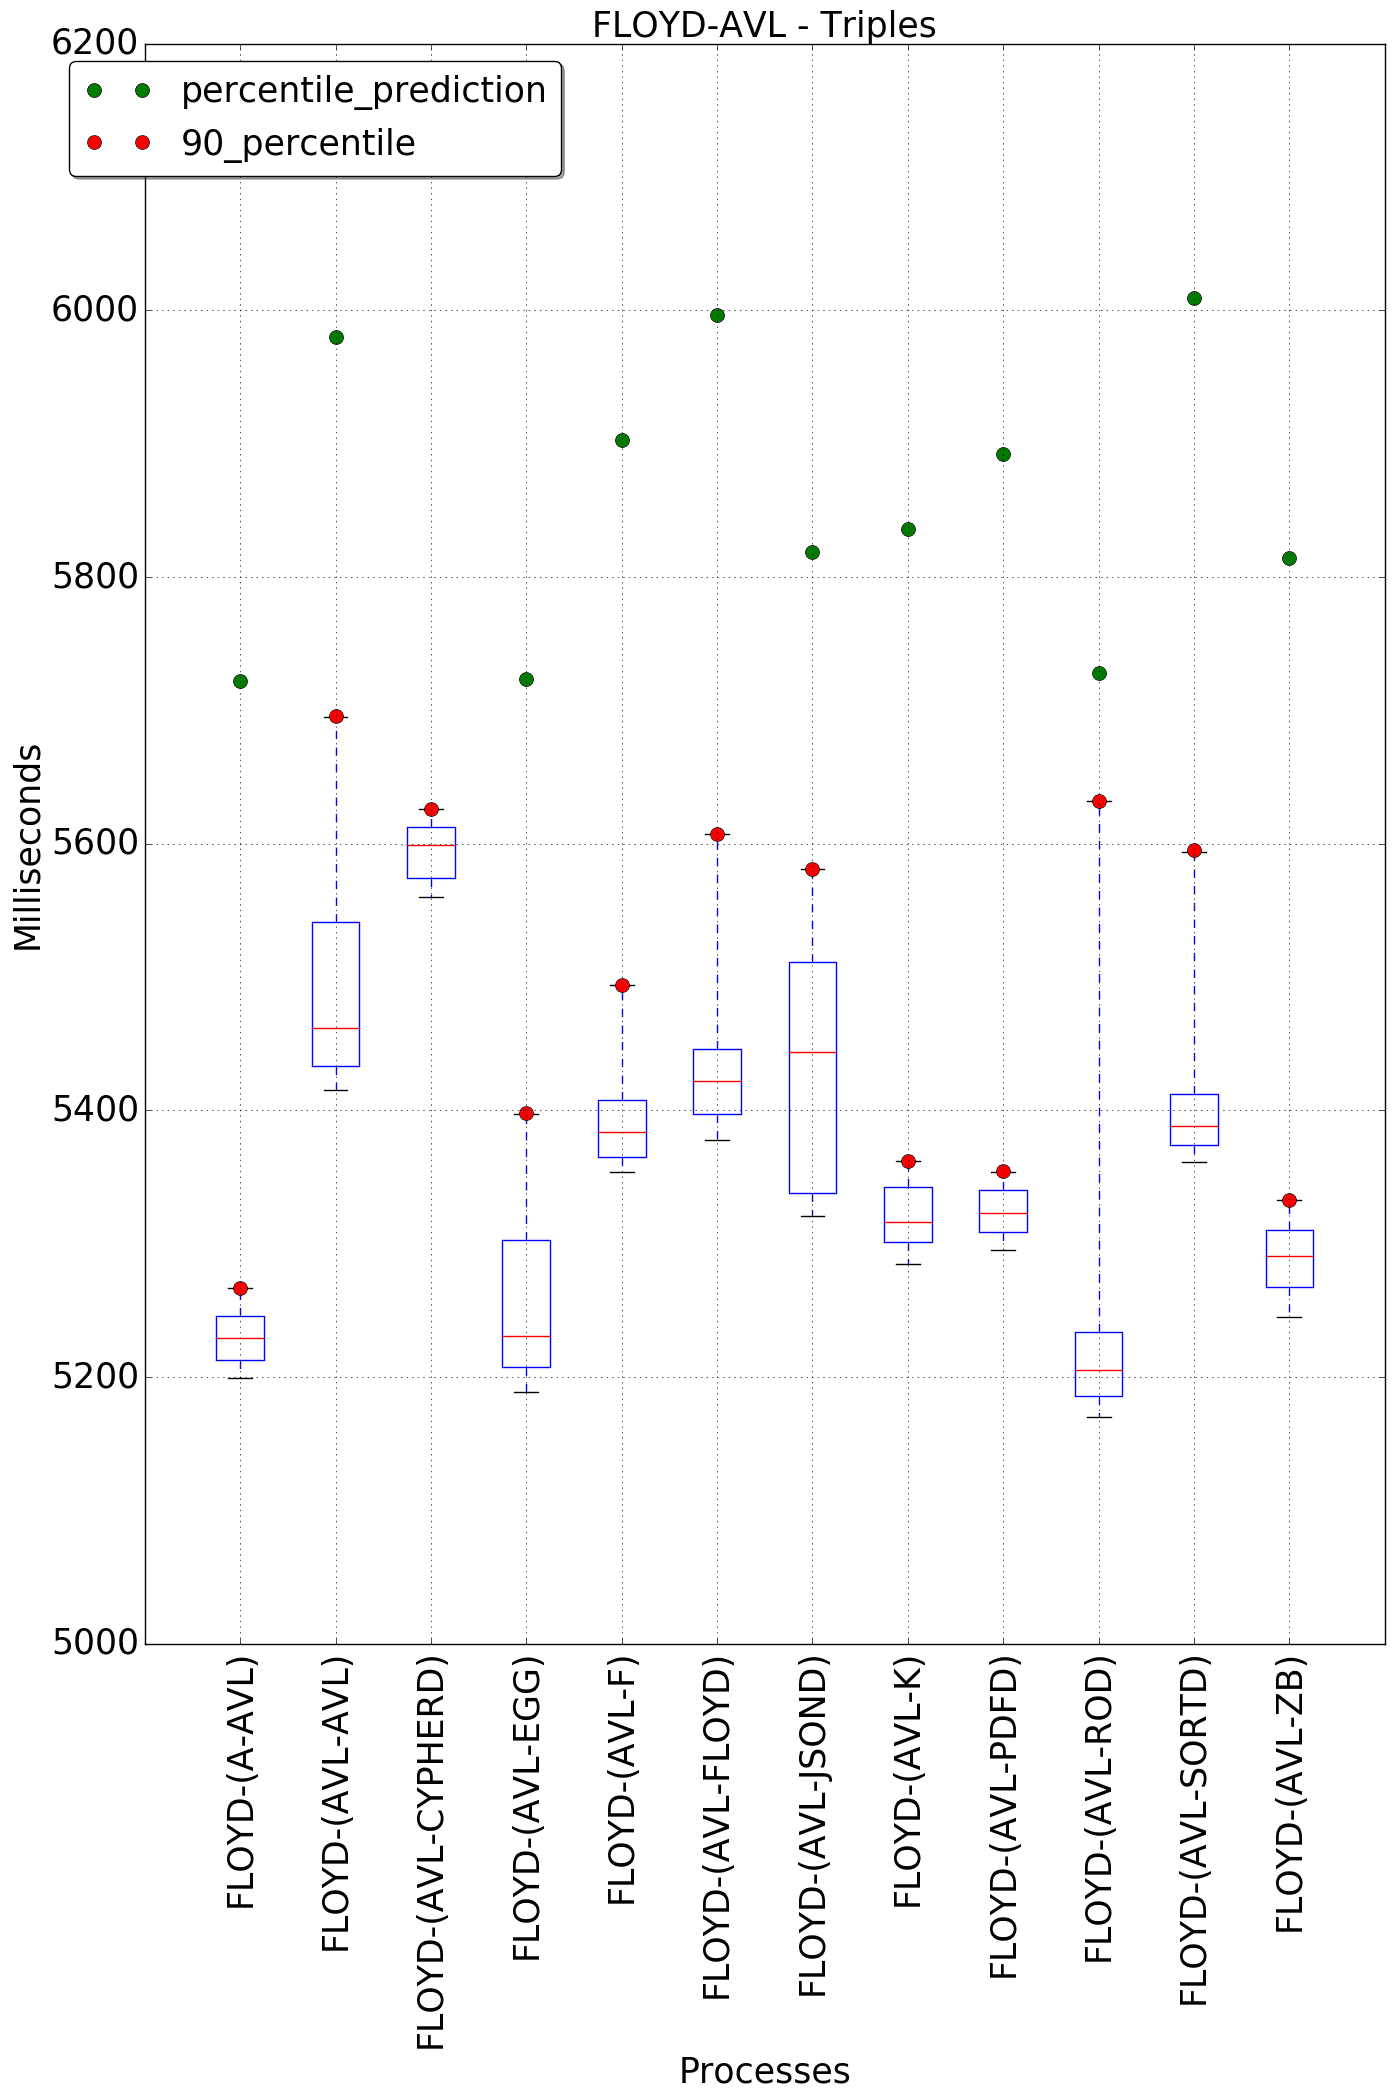 FLOYD-AVL - Triples
percentile_prediction
90_percentile
6200
6000
5800
5600
5400
5200
5000
Milliseconds
FLOYD-(A-AVL)
FLOYD-(AVL-AVL)
FLOYD-(AVL-CYPHERD)
FLOYD-(AVL-EGG)
FLOYD-(AVL-F)
FLOYD-(AVL-FLOYD)
FLOYD-(AVL-JSOND)
FLOYD-(AVL-K)
FLOYD-(AVL-PDFD)
FLOYD-(AVL-ROD)
FLOYD-(AVL-SORTD)
FLOYD-(AVL-ZB)
Processes